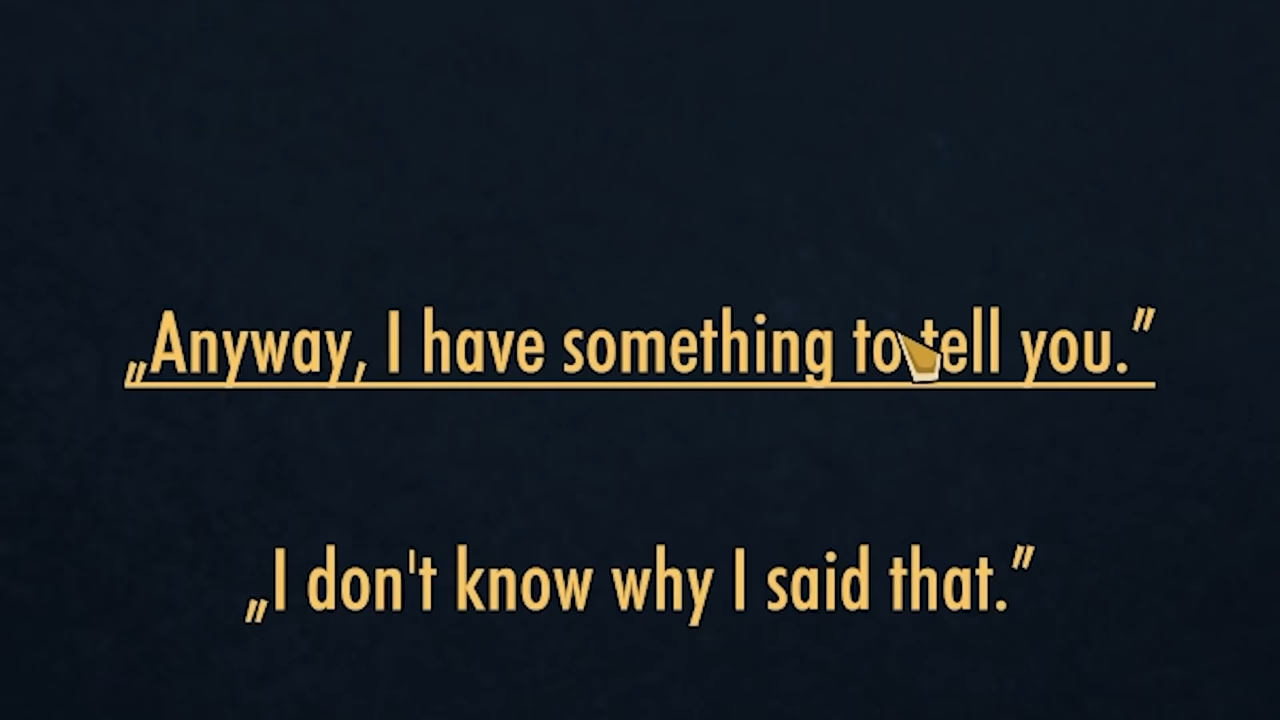 „Anyway, I have something to tell you.”
„I don't know why I said that.”